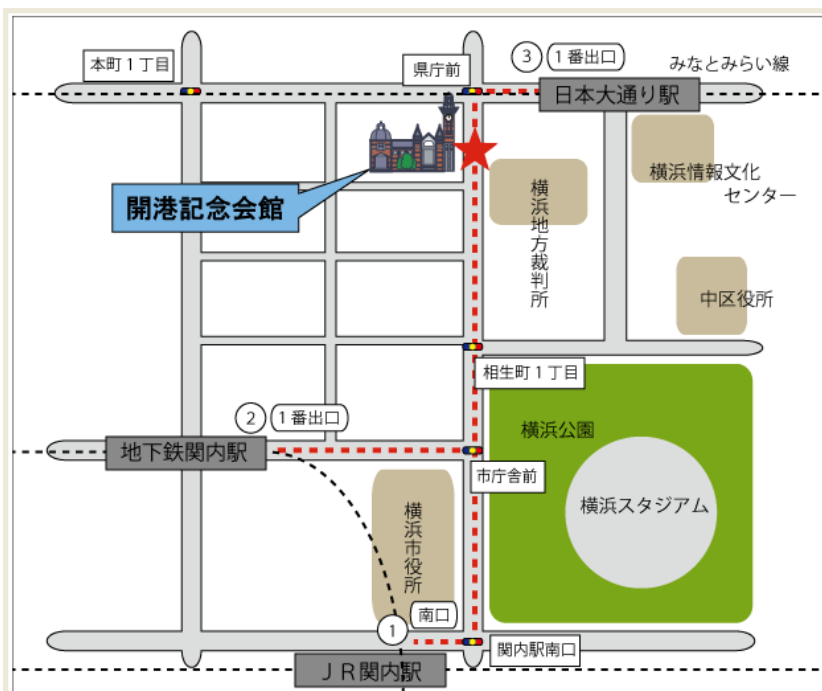 本町１丁目
県庁前
3
１番出口
みなとみらい線
日本大通り駅
開港記念会館
横浜地方裁判所
横浜情報文化
センター
中区役所
相生町１丁目
2
１番出口
地下鉄関内駅
市庁舎前
横浜公園
横浜スタジアム
横浜市役所
南口
1
関内駅南口
ＪＲ関内駅